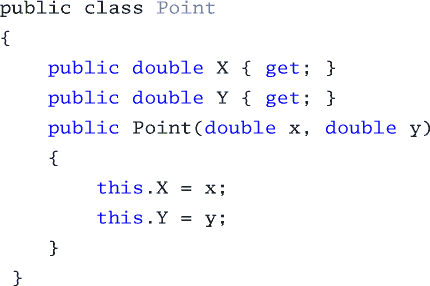 public class Point
{
    public double X { get; }
    public double Y { get; }
    public Point(double x, double y)
    {
        this.X = x;
        this.Y = y;
    }
}